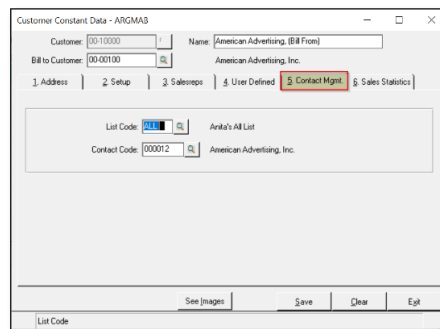 Customer Constant Data - ARGMAB
Customer: 00-10000 Name: American Advertising, (Bill From)
Bill to Customer: 00-00100 American Advertising, Inc.
1. Address 2. Setup 3. Salesreps 4. User Defined 5. Contact Mgmt. 6. Sales Statistics
List Code: ALL Anita's All List
Contact Code: 000012 American Advertising, Inc.
See Images Save Clear Exit
List Code